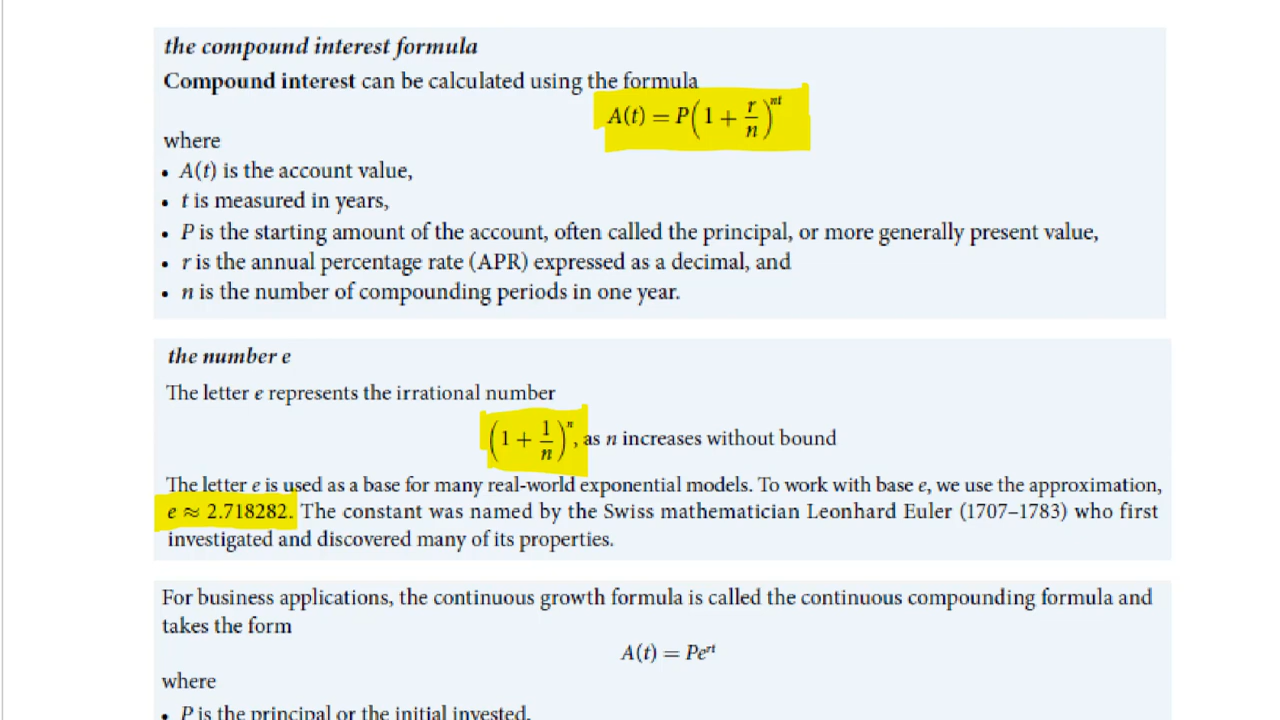 the compound interest formula
Compound interest can be calculated using the formula
A(t) = P(1 + r/n)^nt
where
• A(t) is the account value,
• t is measured in years,
• P is the starting amount of the account, often called the principal, or more generally present value,
• r is the annual percentage rate (APR) expressed as a decimal, and
• n is the number of compounding periods in one year.
the number e
The letter e represents the irrational number
(1 + 1/n)^n, as n increases without bound
The letter e is used as a base for many real-world exponential models. To work with base e, we use the approximation,
e ≈ 2.718282. The constant was named by the Swiss mathematician Leonhard Euler (1707–1783) who first
investigated and discovered many of its properties.
For business applications, the continuous growth formula is called the continuous compounding formula and
takes the form
A(t) = Pe^rt
where
• P is the principal or the initial invested,